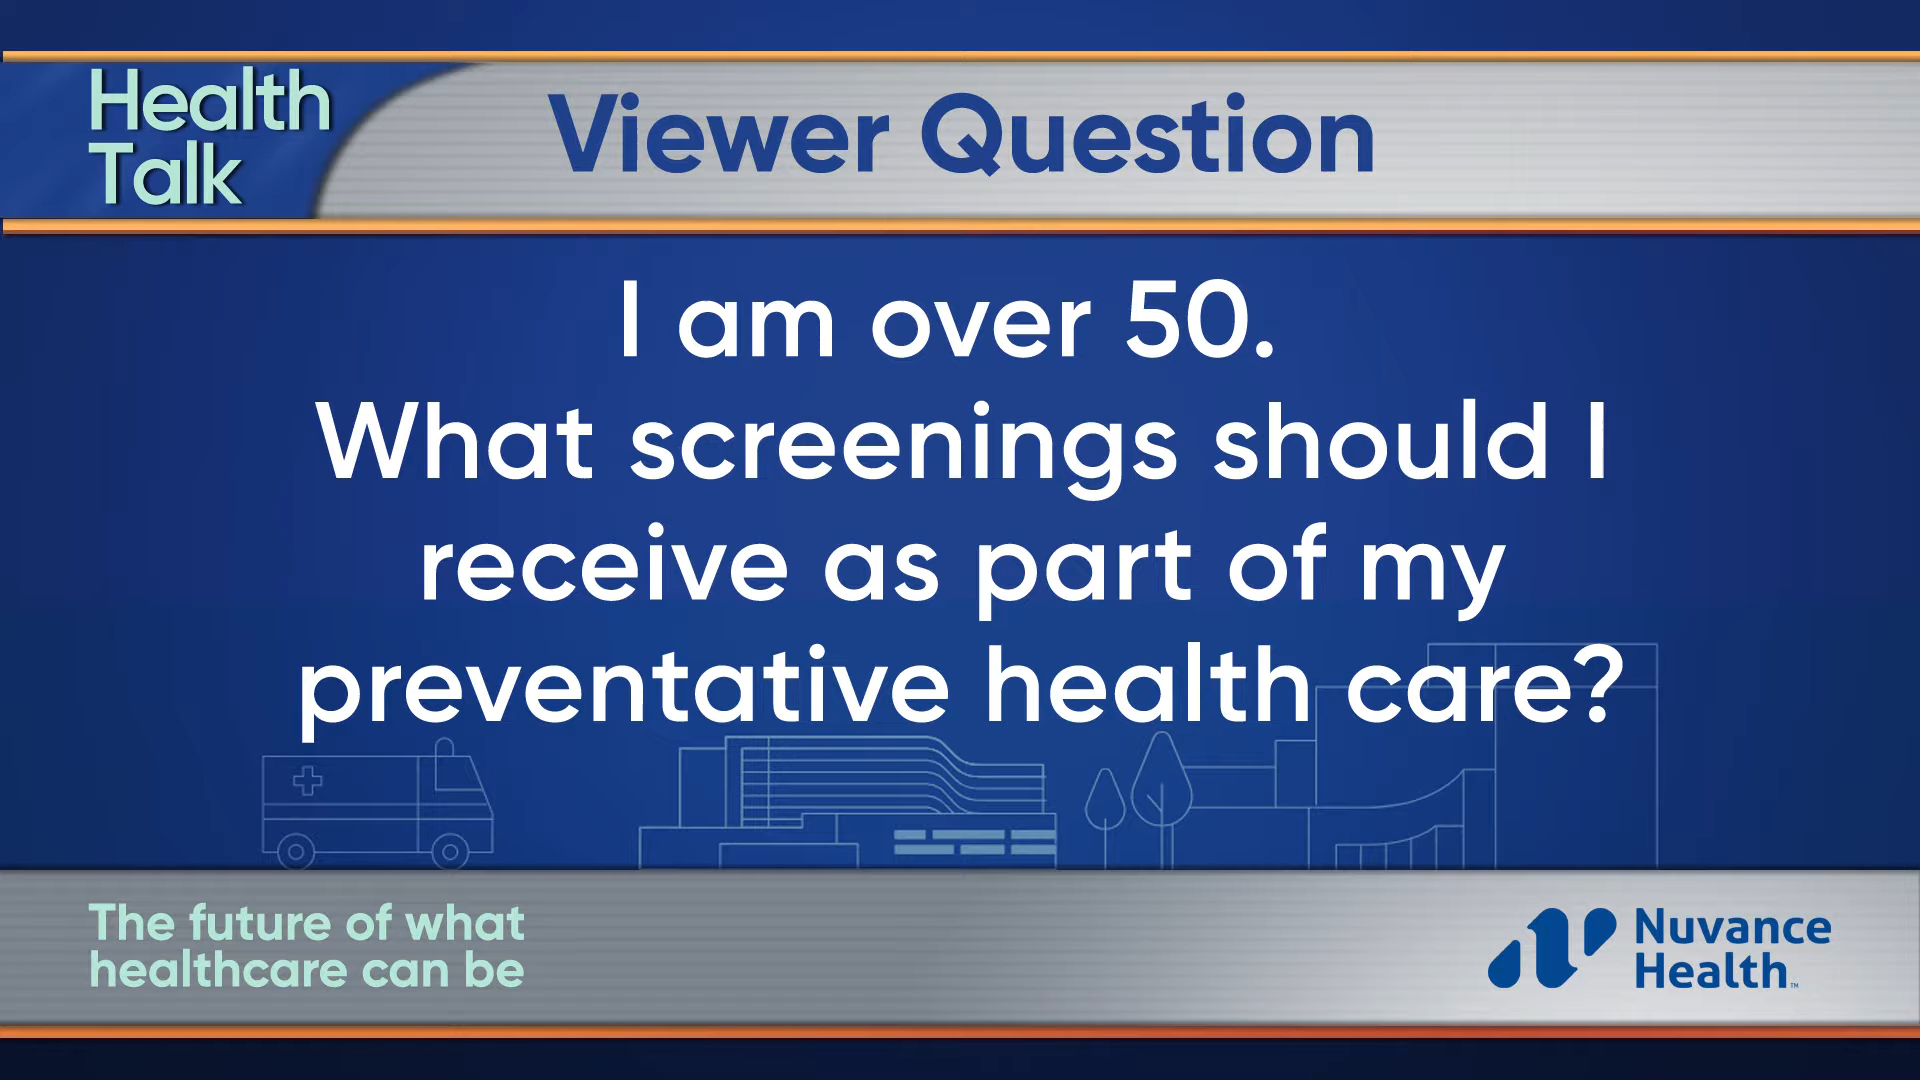 Health
Talk
Viewer Question
I am over 50.
What screenings should I
receive as part of my
preventative health care?
The future of what
healthcare can be
Nuvance
Health™